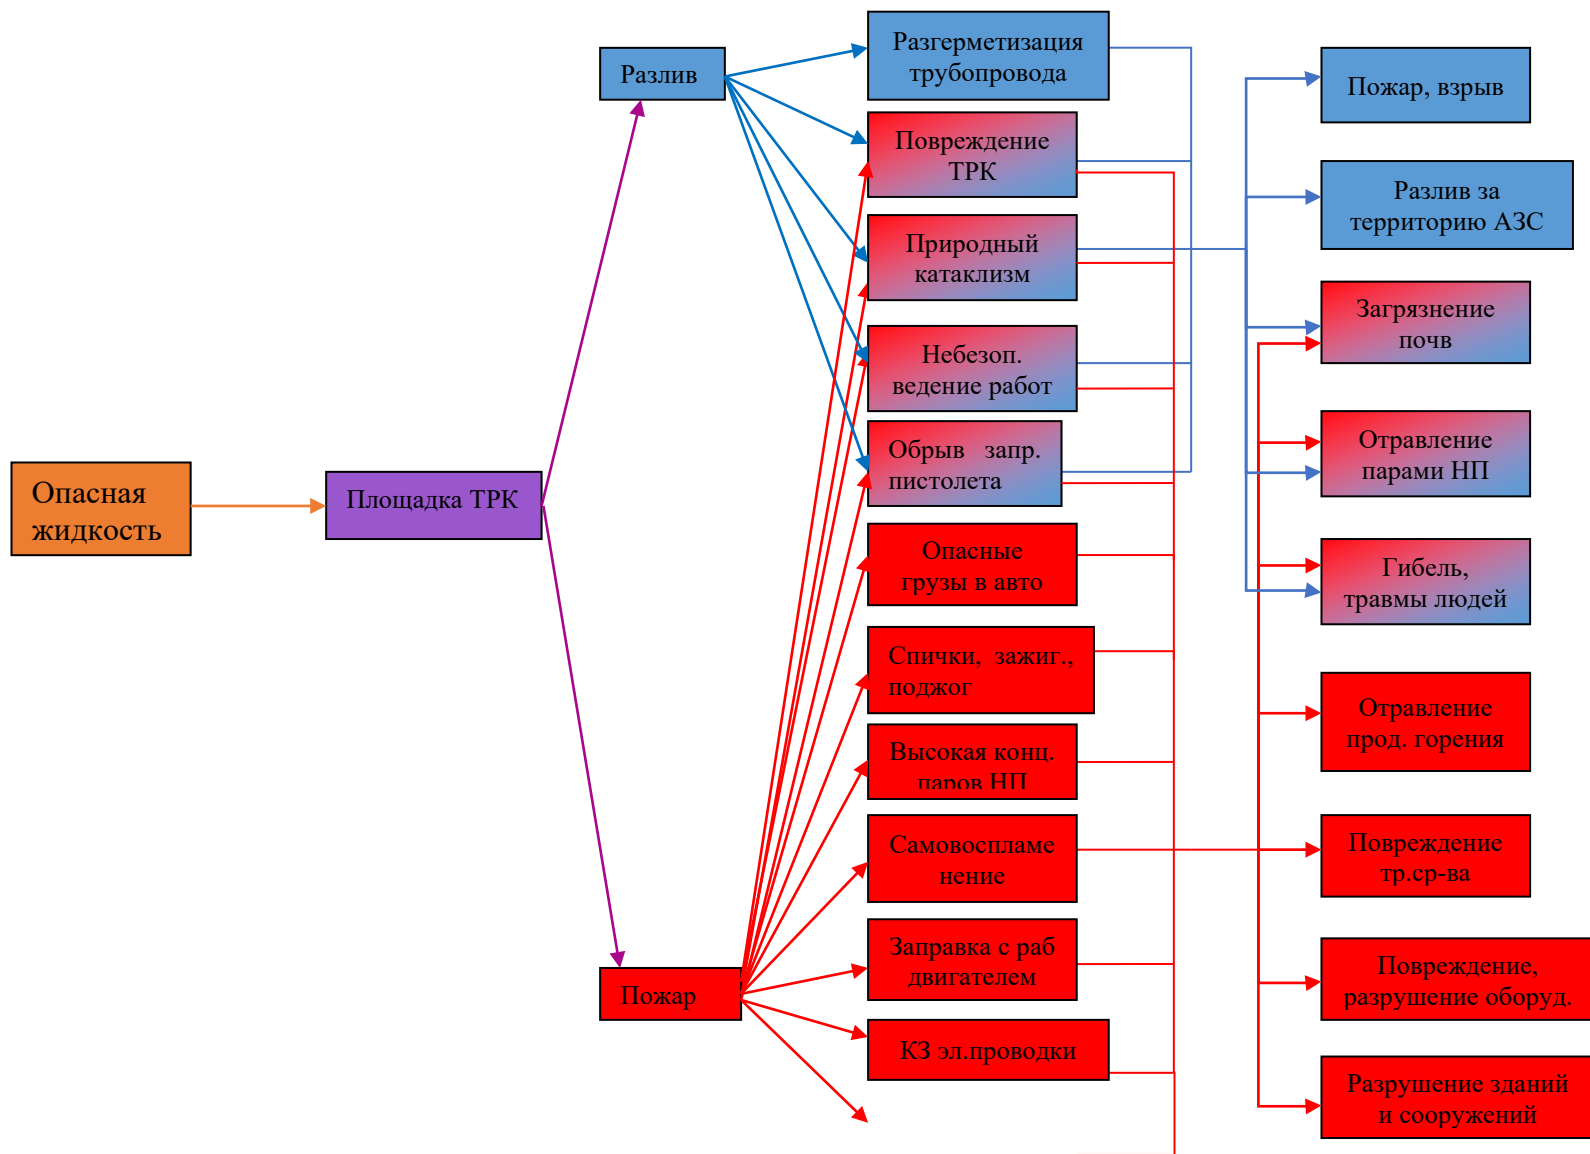 Опасная
жидкость
Площадка ТРК
Разлив
Пожар
Разгерметизация
трубопровода
Повреждение
ТРК
Природный
катаклизм
Небезоп.
ведение работ
Обрыв запр.
пистолета
Опасные
грузы в авто
Спички, зажиг.,
поджог
Высокая конц.
паров НП
Самовоспламе
нение
Заправка с раб
двигателем
КЗ эл.проводки
Пожар, взрыв
Разлив за
территорию АЗС
Загрязнение
почв
Отравление
парами НП
Гибель,
травмы людей
Отравление
прод. горения
Повреждение
тр.ср-ва
Повреждение,
разрушение оборуд.
Разрушение зданий
и сооружений